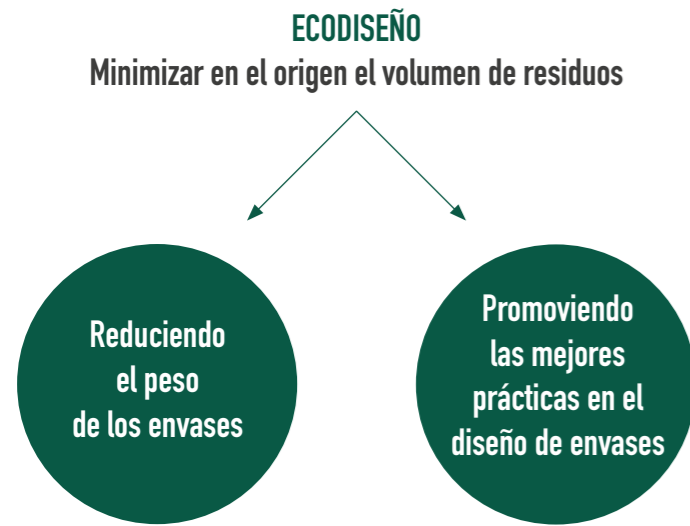 ECODISEÑO
Minimizar en el origen el volumen de residuos
Reduciendo
el peso
de los envases
Promoviendo
las mejores
prácticas en el
diseño de envases